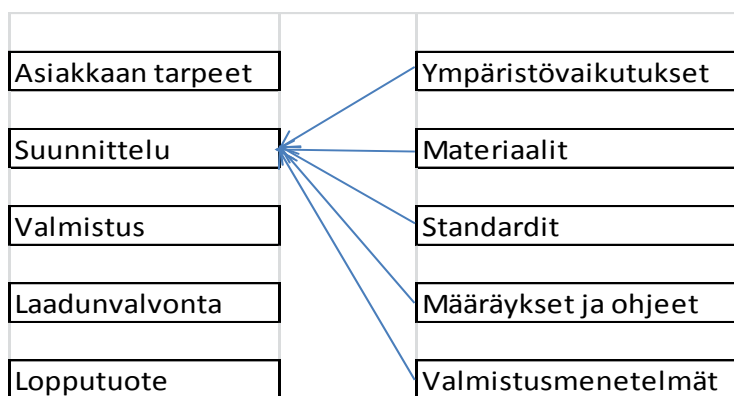 Asiakkaan tarpeet
Ympäristövaikutukset
Suunnittelu
Materiaalit
Valmistus
Standardit
Laadunvalvonta
Määräykset ja ohjeet
Lopputuote
Valmistusmenetelmät